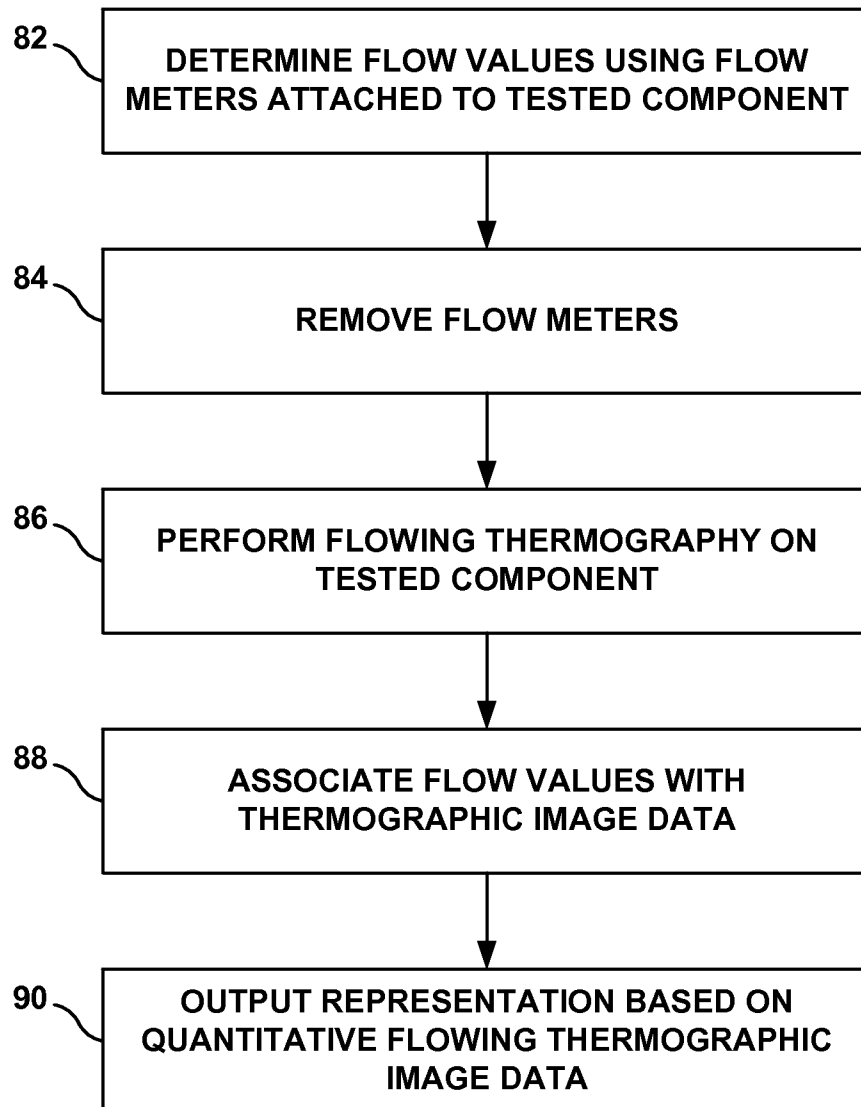 82
DETERMINE FLOW VALUES USING FLOW
METERS ATTACHED TO TESTED COMPONENT
84
REMOVE FLOW METERS
86
PERFORM FLOWING THERMOGRAPHY ON
TESTED COMPONENT
88
ASSOCIATE FLOW VALUES WITH
THERMOGRAPHIC IMAGE DATA
90
OUTPUT REPRESENTATION BASED ON
QUANTITATIVE FLOWING THERMOGRAPHIC
IMAGE DATA